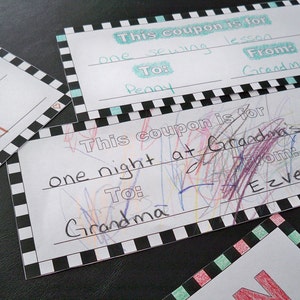 This coupon is for
one sewing lesson
To: From:
Penny Grandma
This coupon is for
one night at Grandma
To:
Grandma Ezve